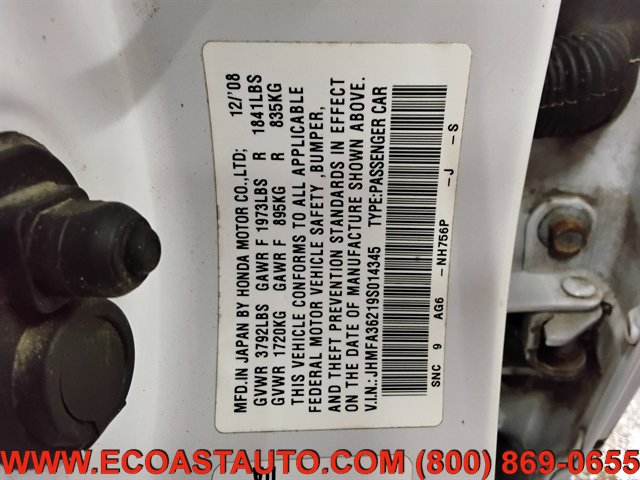 MFD.IN JAPAN BY HONDA MOTOR CO.,LTD; 12/'08
GVWR 3792LBS GAWR F 1973LBS R 1841LBS
GVWR 1720KG GAWR F 895KG R 835KG
THIS VEHICLE CONFORMS TO ALL APPLICABLE
FEDERAL MOTOR VEHICLE SAFETY ,BUMPER,
AND THEFT PREVENTION STANDARDS IN EFFECT
ON THE DATE OF MANUFACTURE SHOWN ABOVE.
V.I.N.: JHMFA36219S014345 TYPE:PASSENGER CAR
SNC 9 AG6 -NH756P -J -S
WWW.ECOASTAUTO.COM (800) 869-0655